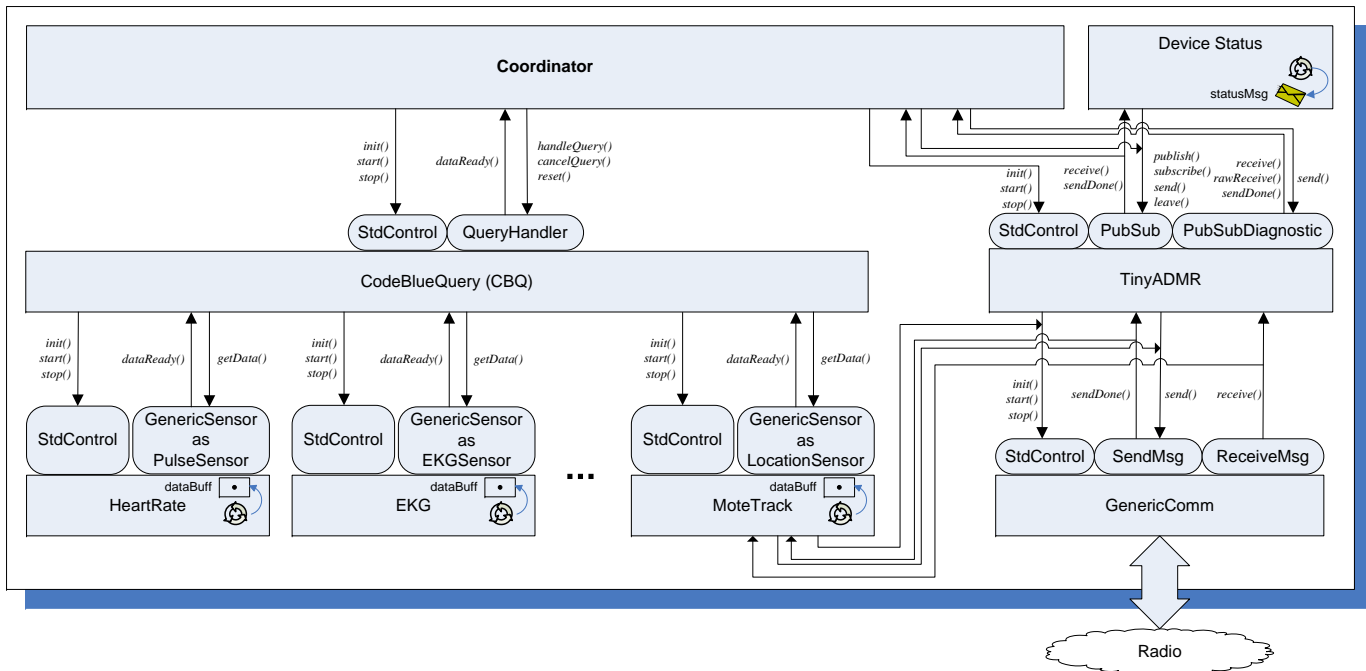 Coordinator
Device Status
statusMsg
init()
start()
stop()
dataReady()
handleQuery()
cancelQuery()
reset()
init()
start()
stop()
receive()
sendDone()
publish()
subscribe()
send()
leave()
receive()
rawReceive()
sendDone()
send()
StdControl
QueryHandler
StdControl
PubSub
PubSubDiagnostic
CodeBlueQuery (CBQ)
TinyADMR
init()
start()
stop()
dataReady()
getData()
init()
start()
stop()
dataReady()
getData()
init()
start()
stop()
dataReady()
getData()
init()
start()
stop()
sendDone()
send()
receive()
StdControl
GenericSensor
as
PulseSensor
StdControl
GenericSensor
as
EKGSensor
...
StdControl
GenericSensor
as
LocationSensor
StdControl
SendMsg
ReceiveMsg
dataBuff
HeartRate
dataBuff
EKG
dataBuff
MoteTrack
GenericComm
Radio